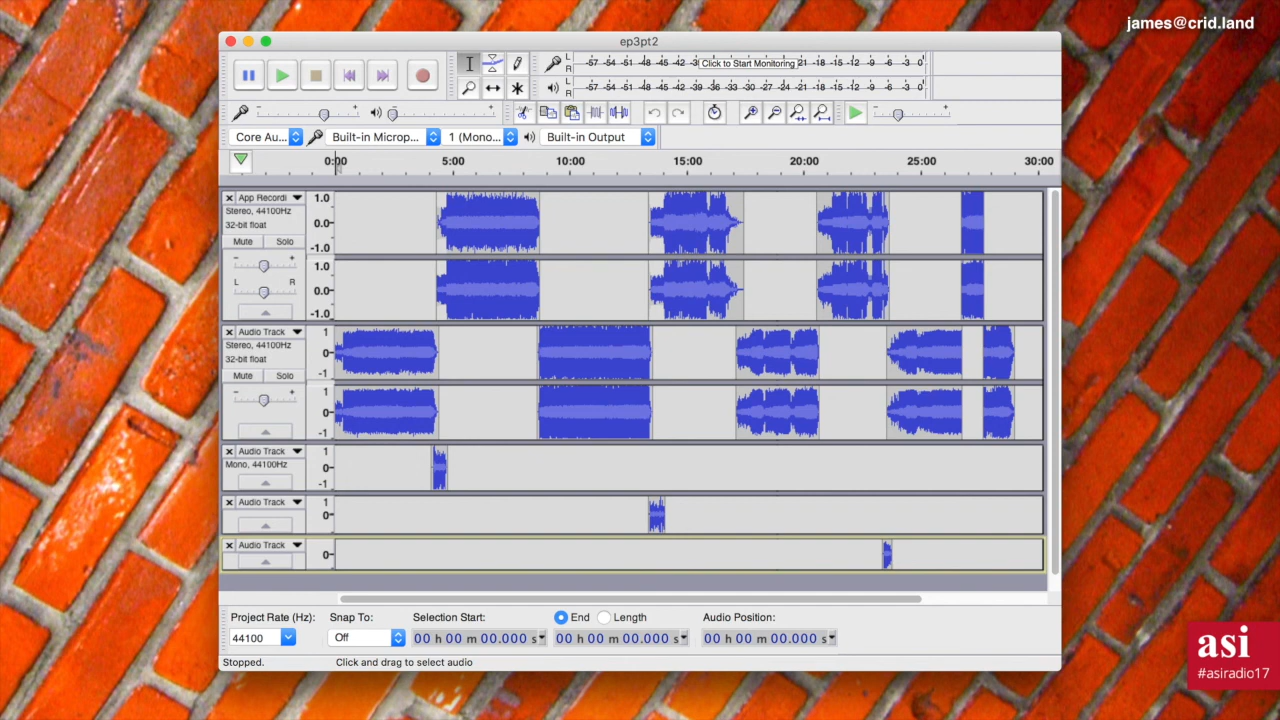 james@crid.land
ep3pt2
L
R
-57 -54 -51 -48 -45 -42 -3 Click to Start Monitoring 21 -18 -15 -12 -9 -6 -3 0
L
R
-57 -54 -51 -48 -45 -42 -39 -36 -33 -30 -27 -24 -21 -18 -15 -12 -9 -6 -3 0
- + - + - +
Core Au... Built-in Microp... 1 (Mono... Built-in Output
0:00 5:00 10:00 15:00 20:00 25:00 30:00
App Recordi
Stereo, 44100Hz
32-bit float
Mute Solo
- +
L R
1.0
0.0
-1.0
1.0
0.0
-1.0
Audio Track
Stereo, 44100Hz
32-bit float
Mute Solo
- +
1
0
-1
1
0
-1
Audio Track
Mono, 44100Hz
1
0
-1
Audio Track
1
0
Audio Track
0
Project Rate (Hz): Snap To: Selection Start: End Length Audio Position:
44100 Off 00 h 00 m 00.000 s 00 h 00 m 00.000 s 00 h 00 m 00.000 s
Stopped. Click and drag to select audio
asi
#asiradio17